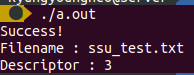 ./a.out
Success!
Filename : ssu_test.txt
Descriptor : 3